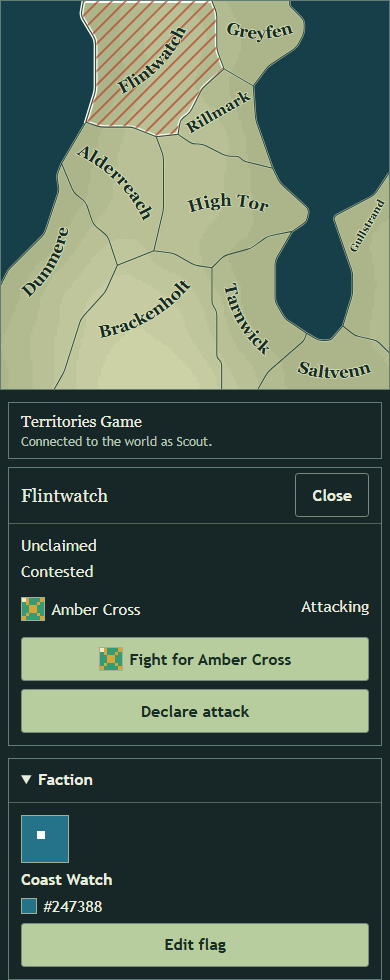 Greyfen
Flintwatch
Rillmark
Alderreach
High Tor
Gullstrand
Dunmere
Brackenholt
Tarnwick
Saltvenn
Territories Game
Connected to the world as Scout.
Flintwatch
Close
Unclaimed
Contested
Amber Cross
Attacking
Fight for Amber Cross
Declare attack
▼ Faction
Coast Watch
#247388
Edit flag